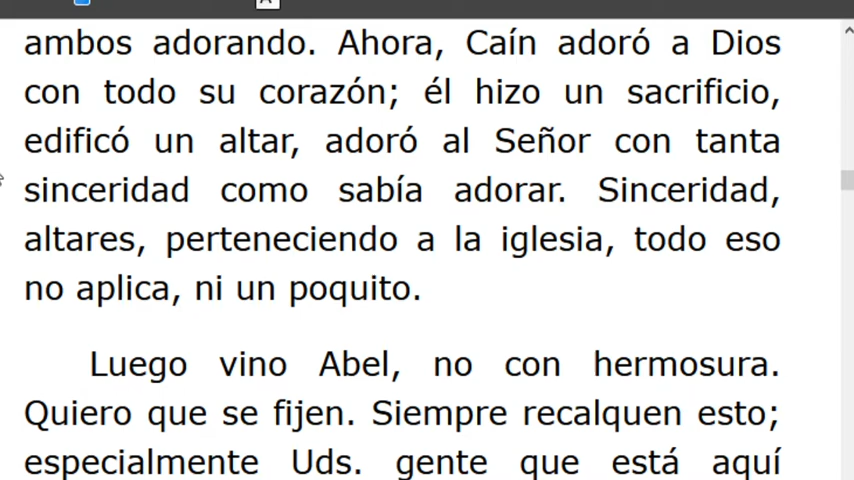 ambos adorando. Ahora, Caín adoró a Dios
con todo su corazón; él hizo un sacrificio,
edificó un altar, adoró al Señor con tanta
sinceridad como sabía adorar. Sinceridad,
altares, perteneciendo a la iglesia, todo eso
no aplica, ni un poquito.
Luego vino Abel, no con hermosura.
Quiero que se fijen. Siempre recalquen esto;
especialmente Uds. gente que está aquí